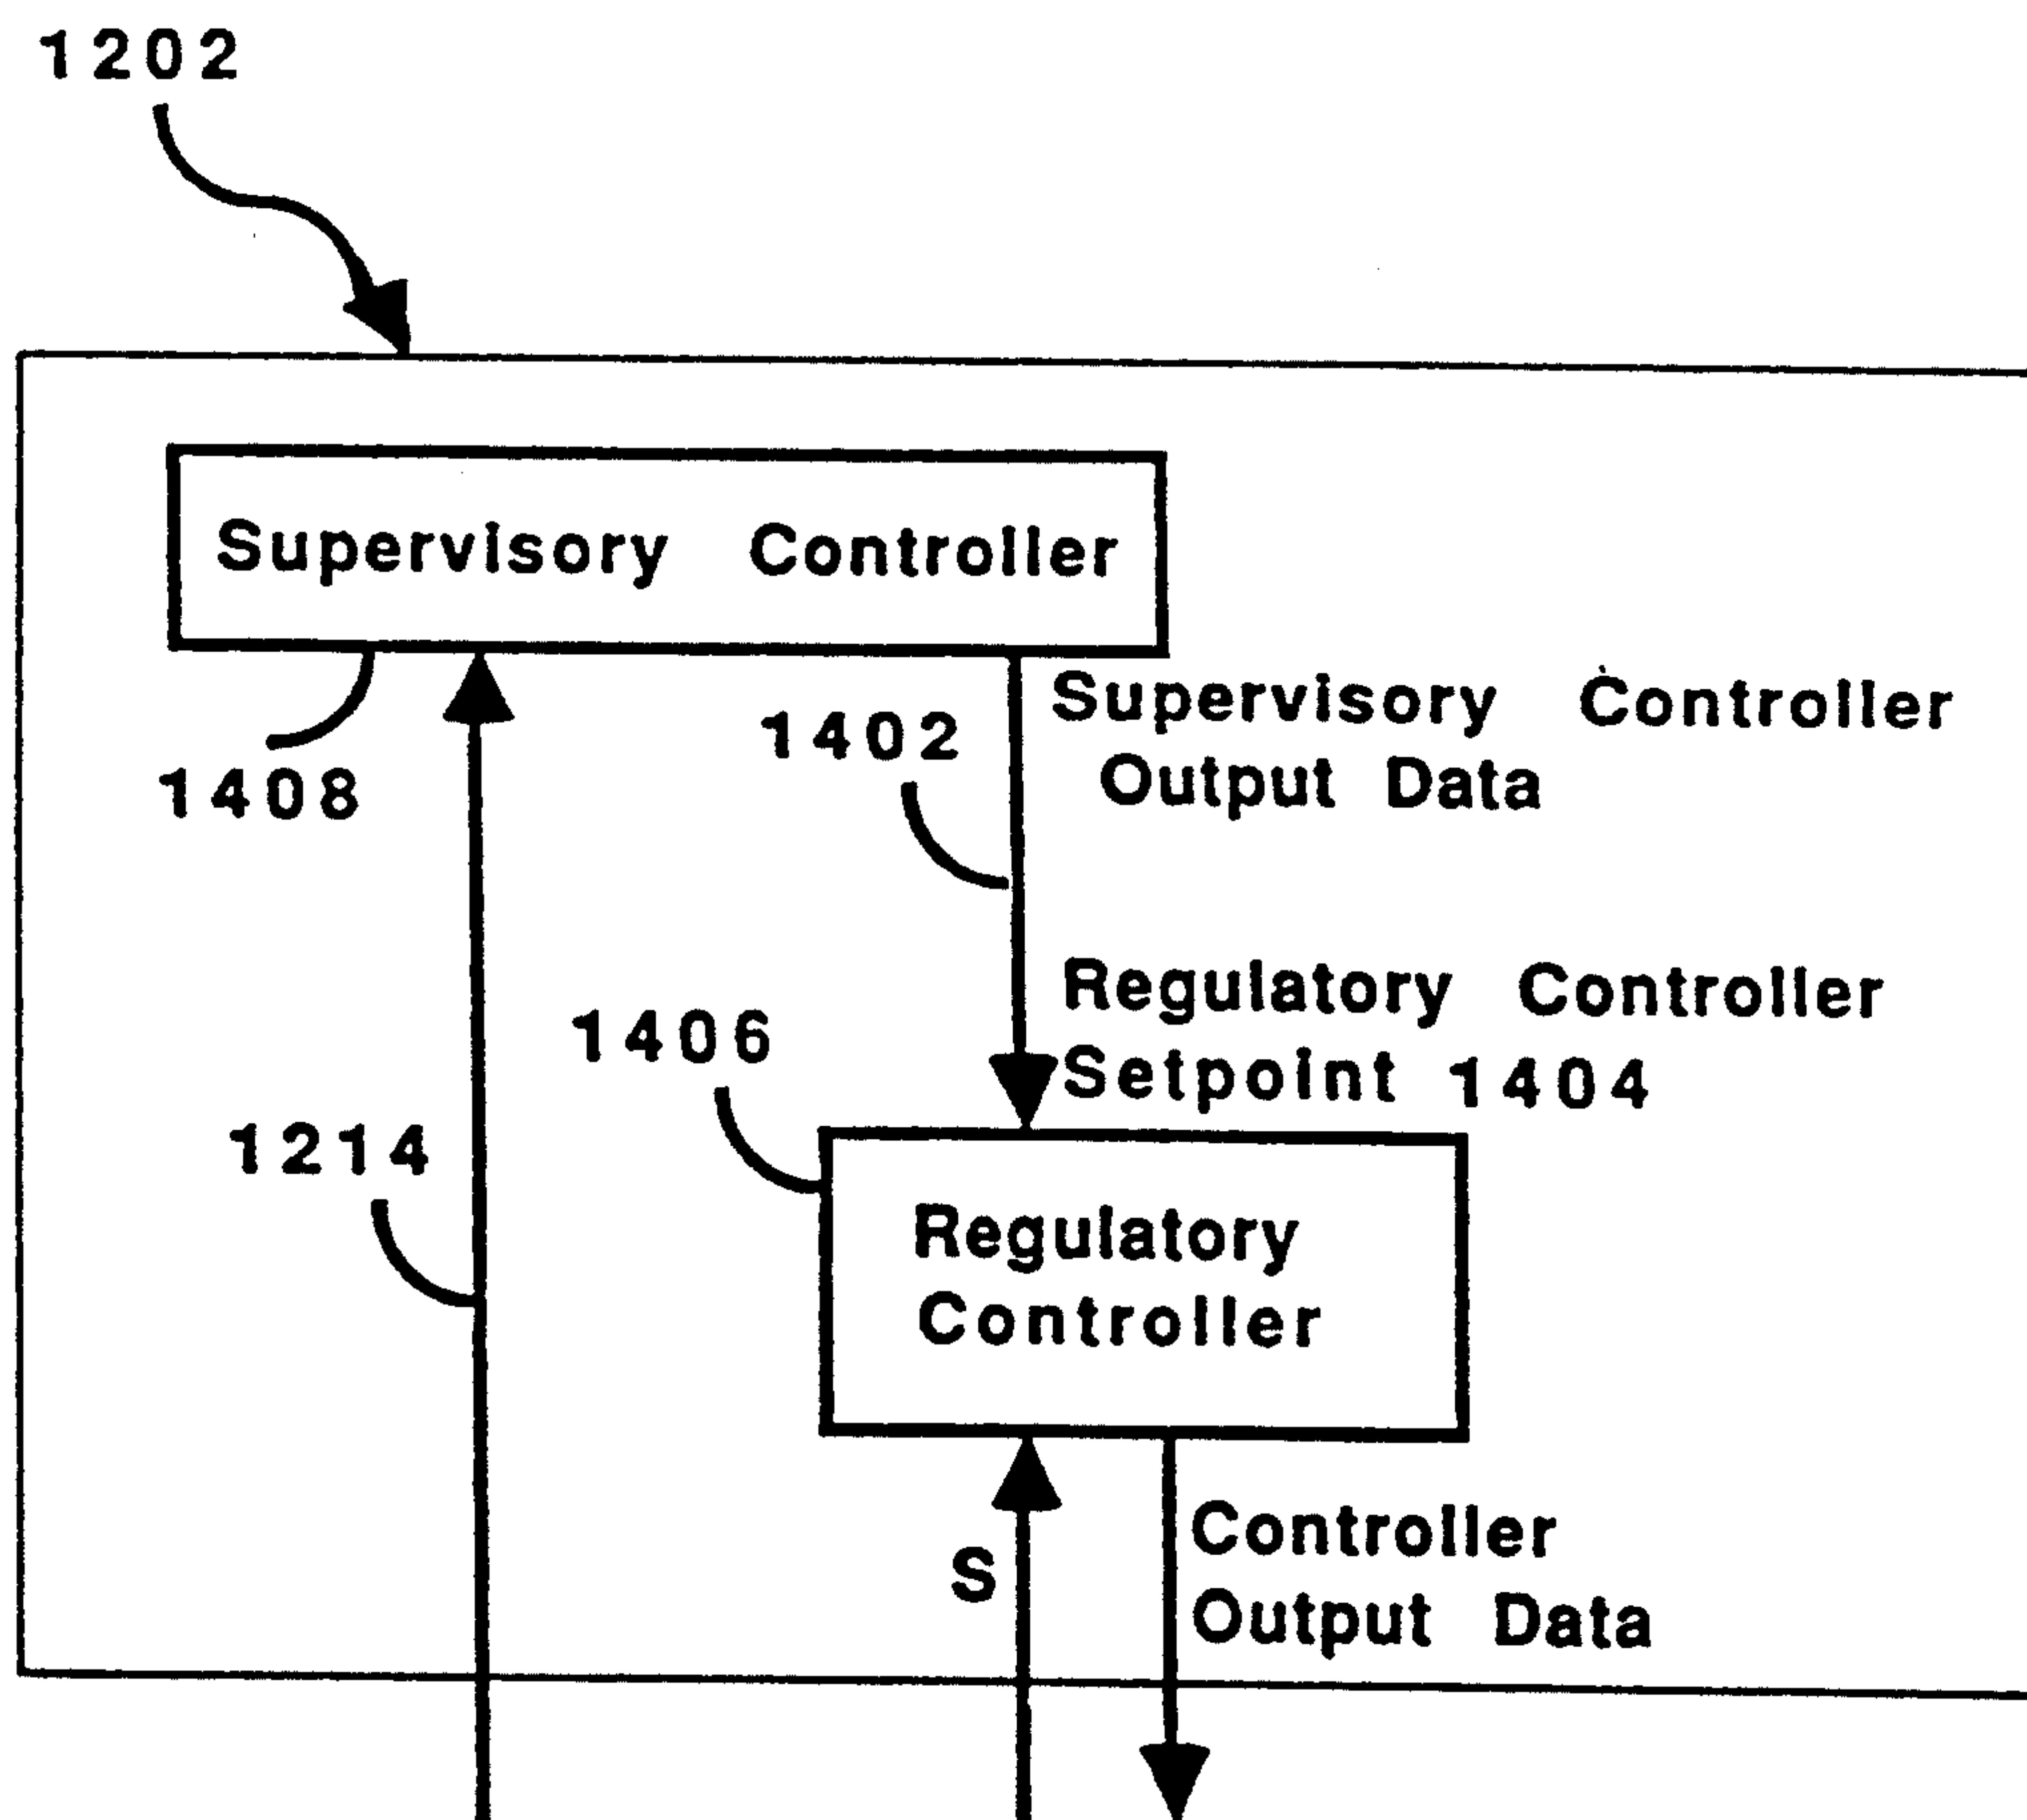 1202
Supervisory Controller
1408
1402
Supervisory Controller
Output Data
Regulatory Controller
Setpoint 1404
1406
1214
Regulatory
Controller
S
Controller
Output Data